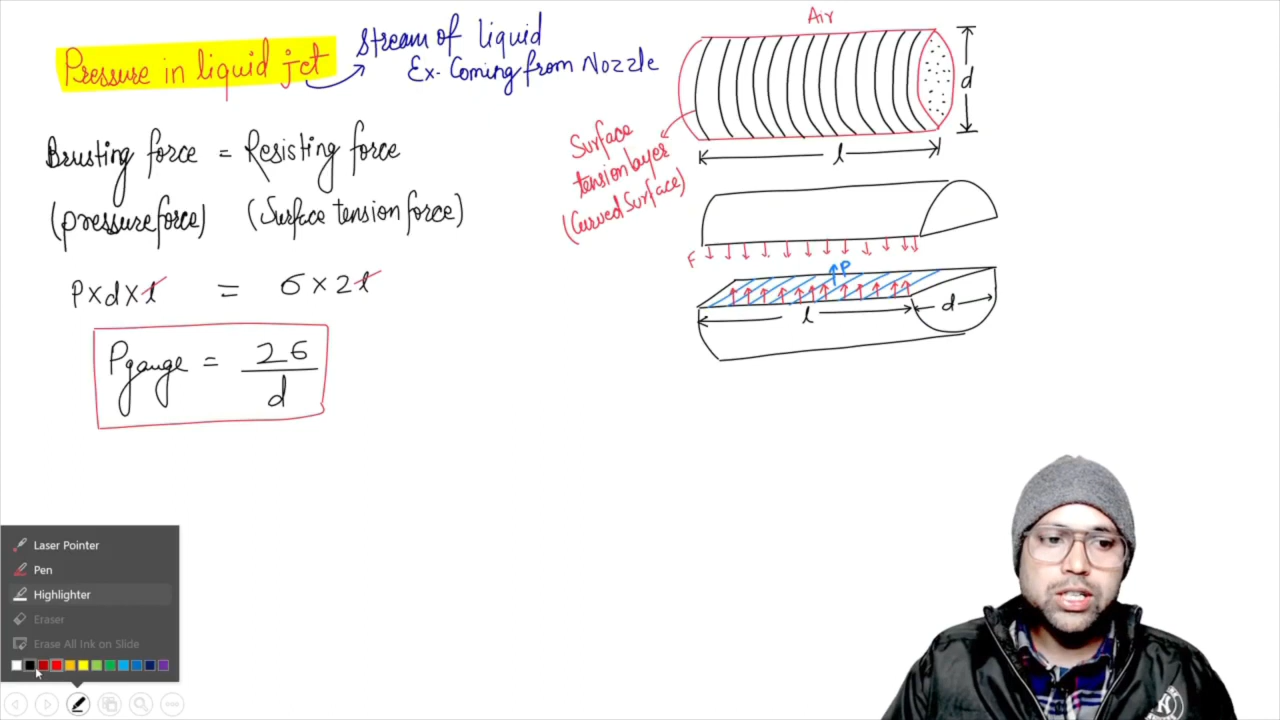 Pressure in liquid jet
Stream of liquid
Ex- Coming from Nozzle
Brusting force = Resisting force
(pressure force) (Surface tension force)
P×d×l = σ×2l
Pgauge = 2σ/d
Air
d
l
Surface
tension layer
(Curved Surface)
F
P
l
d
Laser Pointer
Pen
Highlighter
Eraser
Erase All Ink on Slide